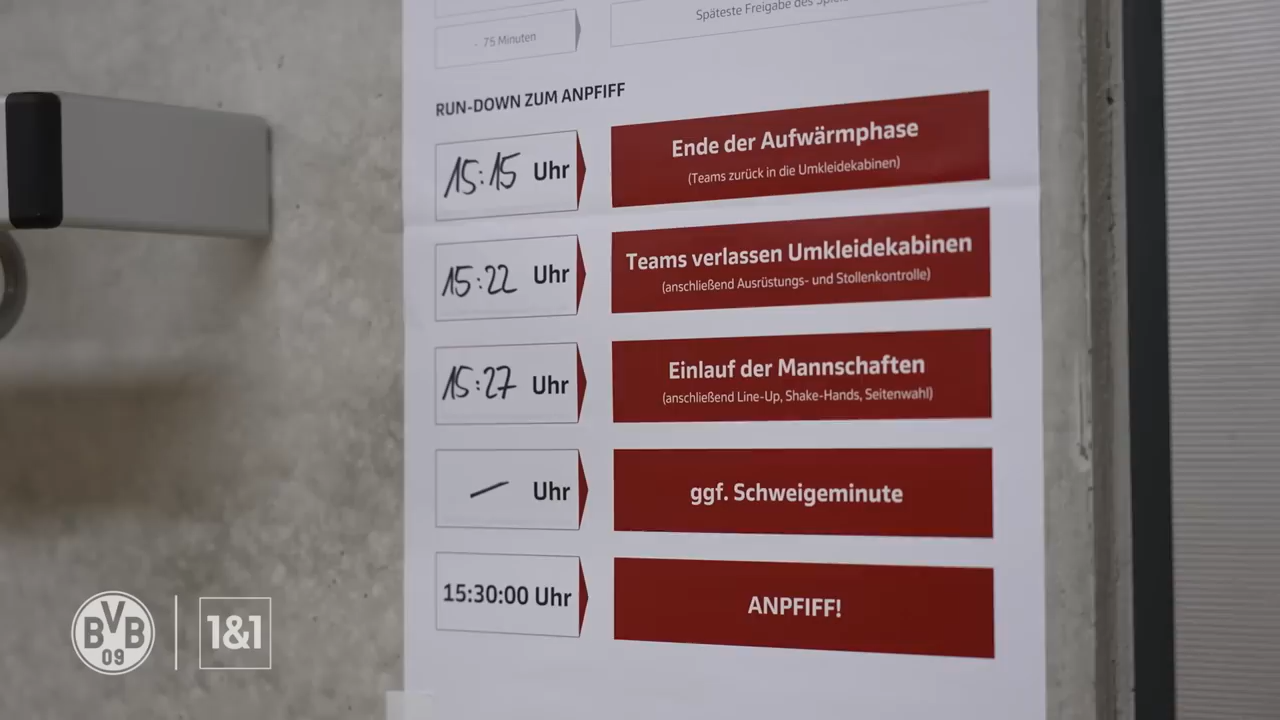 - 75 Minuten
Späteste Freigabe des
RUN-DOWN ZUM ANPFIFF
15:15 Uhr
Ende der Aufwärmphase
(Teams zurück in die Umkleidekabinen)
15:22 Uhr
Teams verlassen Umkleidekabinen
(anschließend Ausrüstungs- und Stollenkontrolle)
15:27 Uhr
Einlauf der Mannschaften
(anschließend Line-Up, Shake-Hands, Seitenwahl)
— Uhr
ggf. Schweigeminute
15:30:00 Uhr
ANPFIFF!
BVB
09
1&1